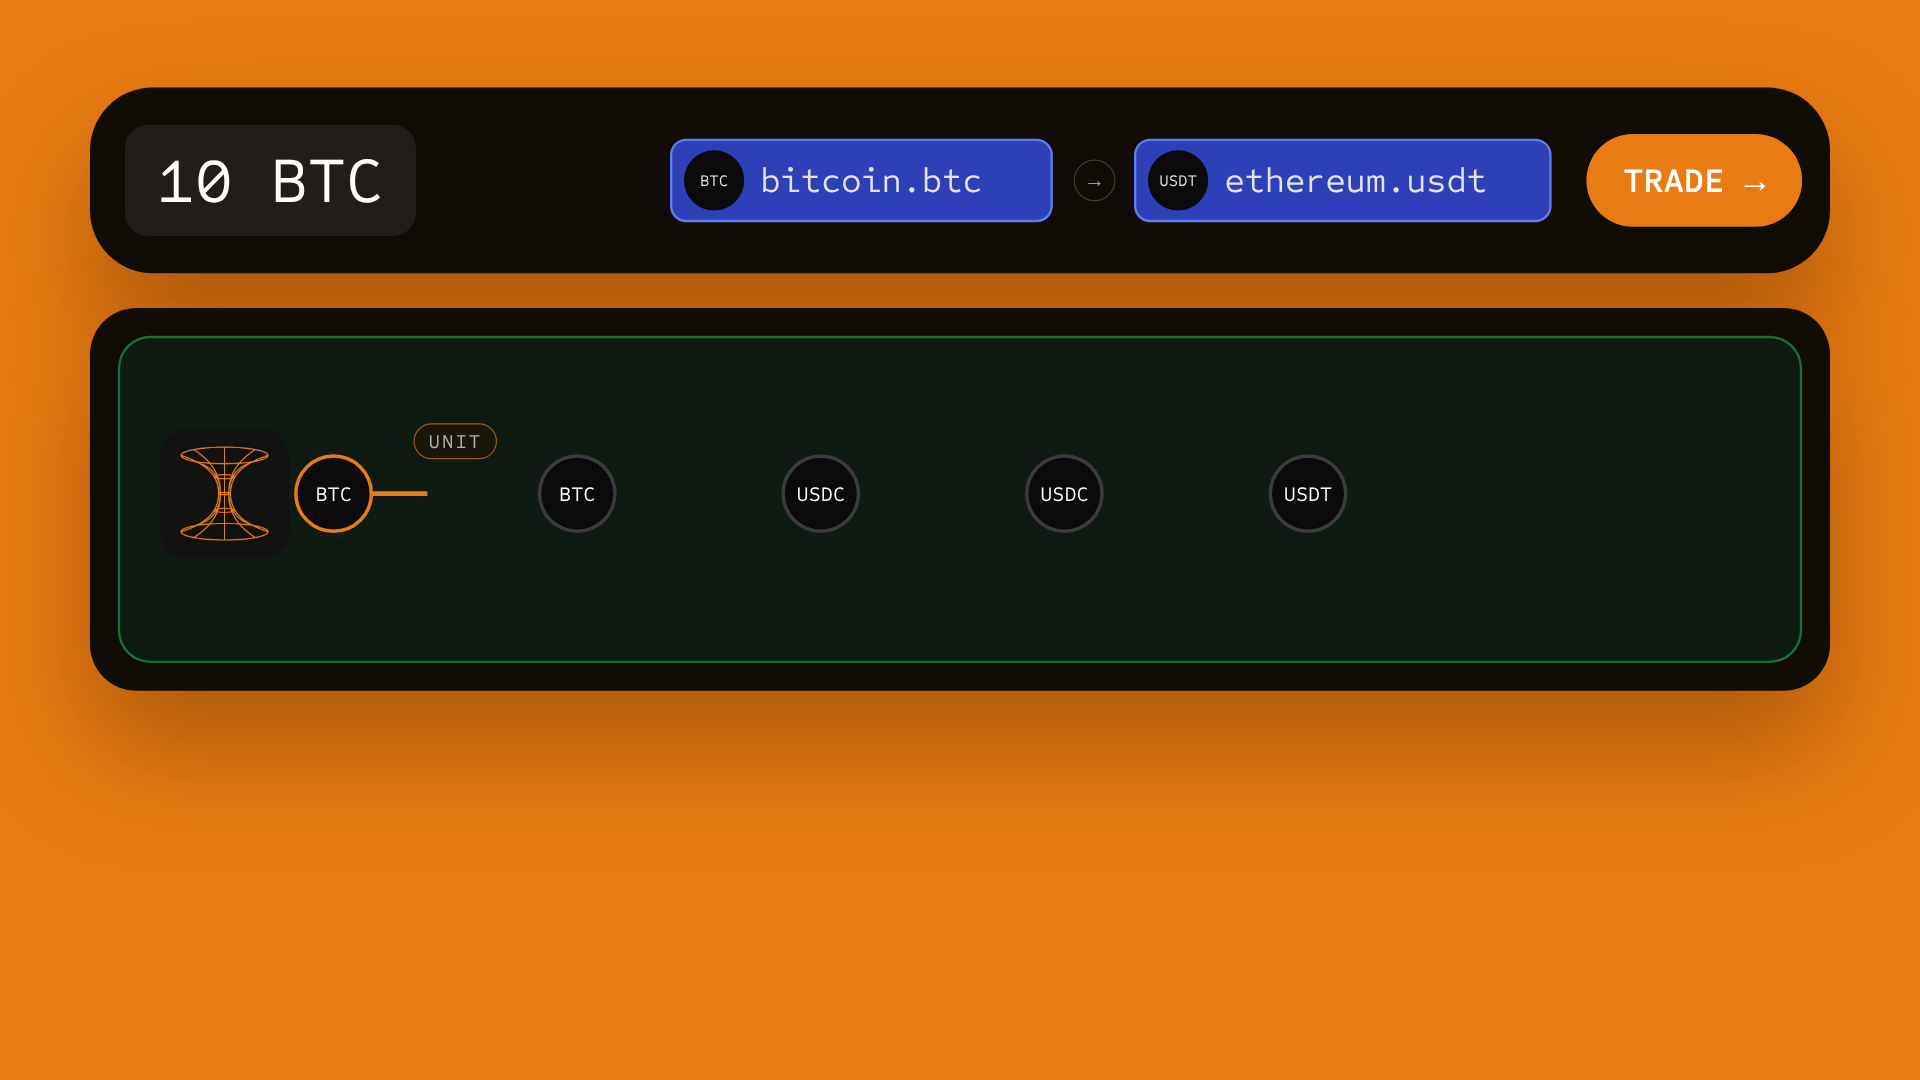 10 BTC
BTC bitcoin.btc → USDT ethereum.usdt
TRADE →
UNIT
BTC BTC USDC USDC USDT